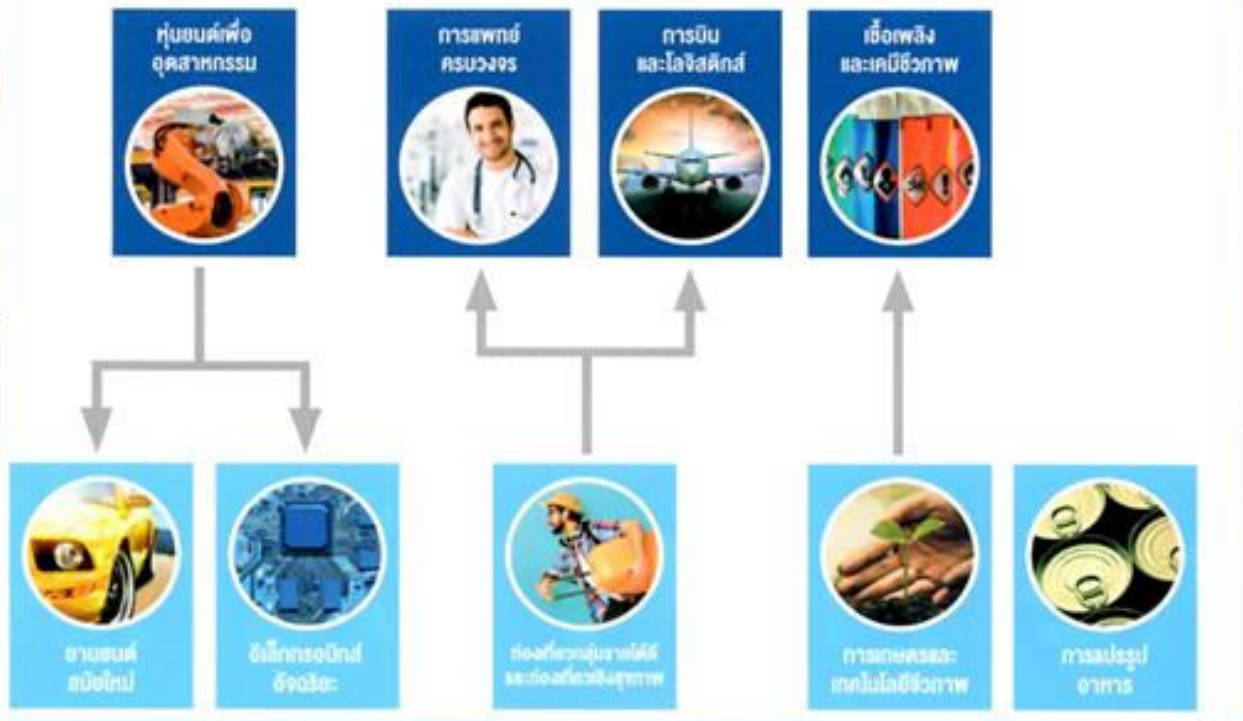 หุ่นยนต์เพื่อ
อุตสาหกรรม
การแพทย์
ครบวงจร
การบิน
และโลจิสติกส์
เชื้อเพลิง
และเคมีชีวภาพ
ยานยนต์
สมัยใหม่
อิเล็กทรอนิกส์
อัจฉริยะ
ท่องเที่ยวกลุ่มรายได้ดี
และท่องเที่ยวเชิงสุขภาพ
การเกษตรและ
เทคโนโลยีชีวภาพ
การแปรรูป
อาหาร